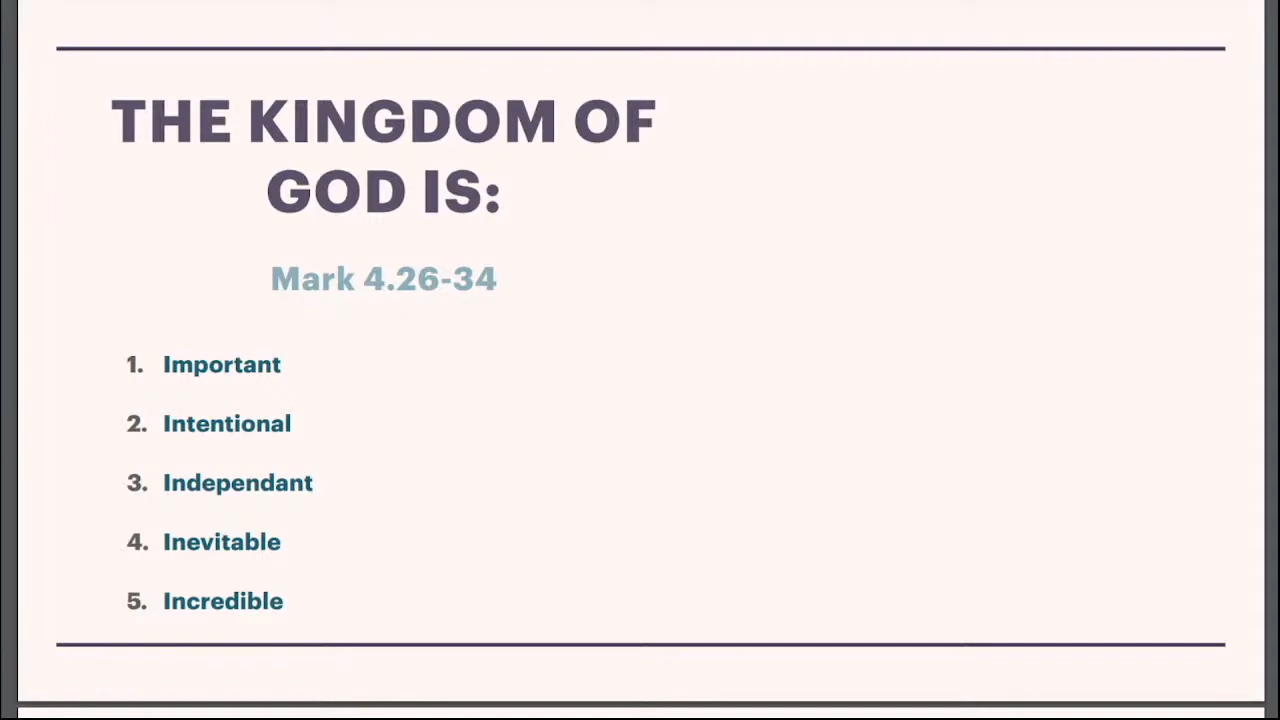 THE KINGDOM OF
GOD IS:
Mark 4.26-34
1. Important
2. Intentional
3. Independant
4. Inevitable
5. Incredible